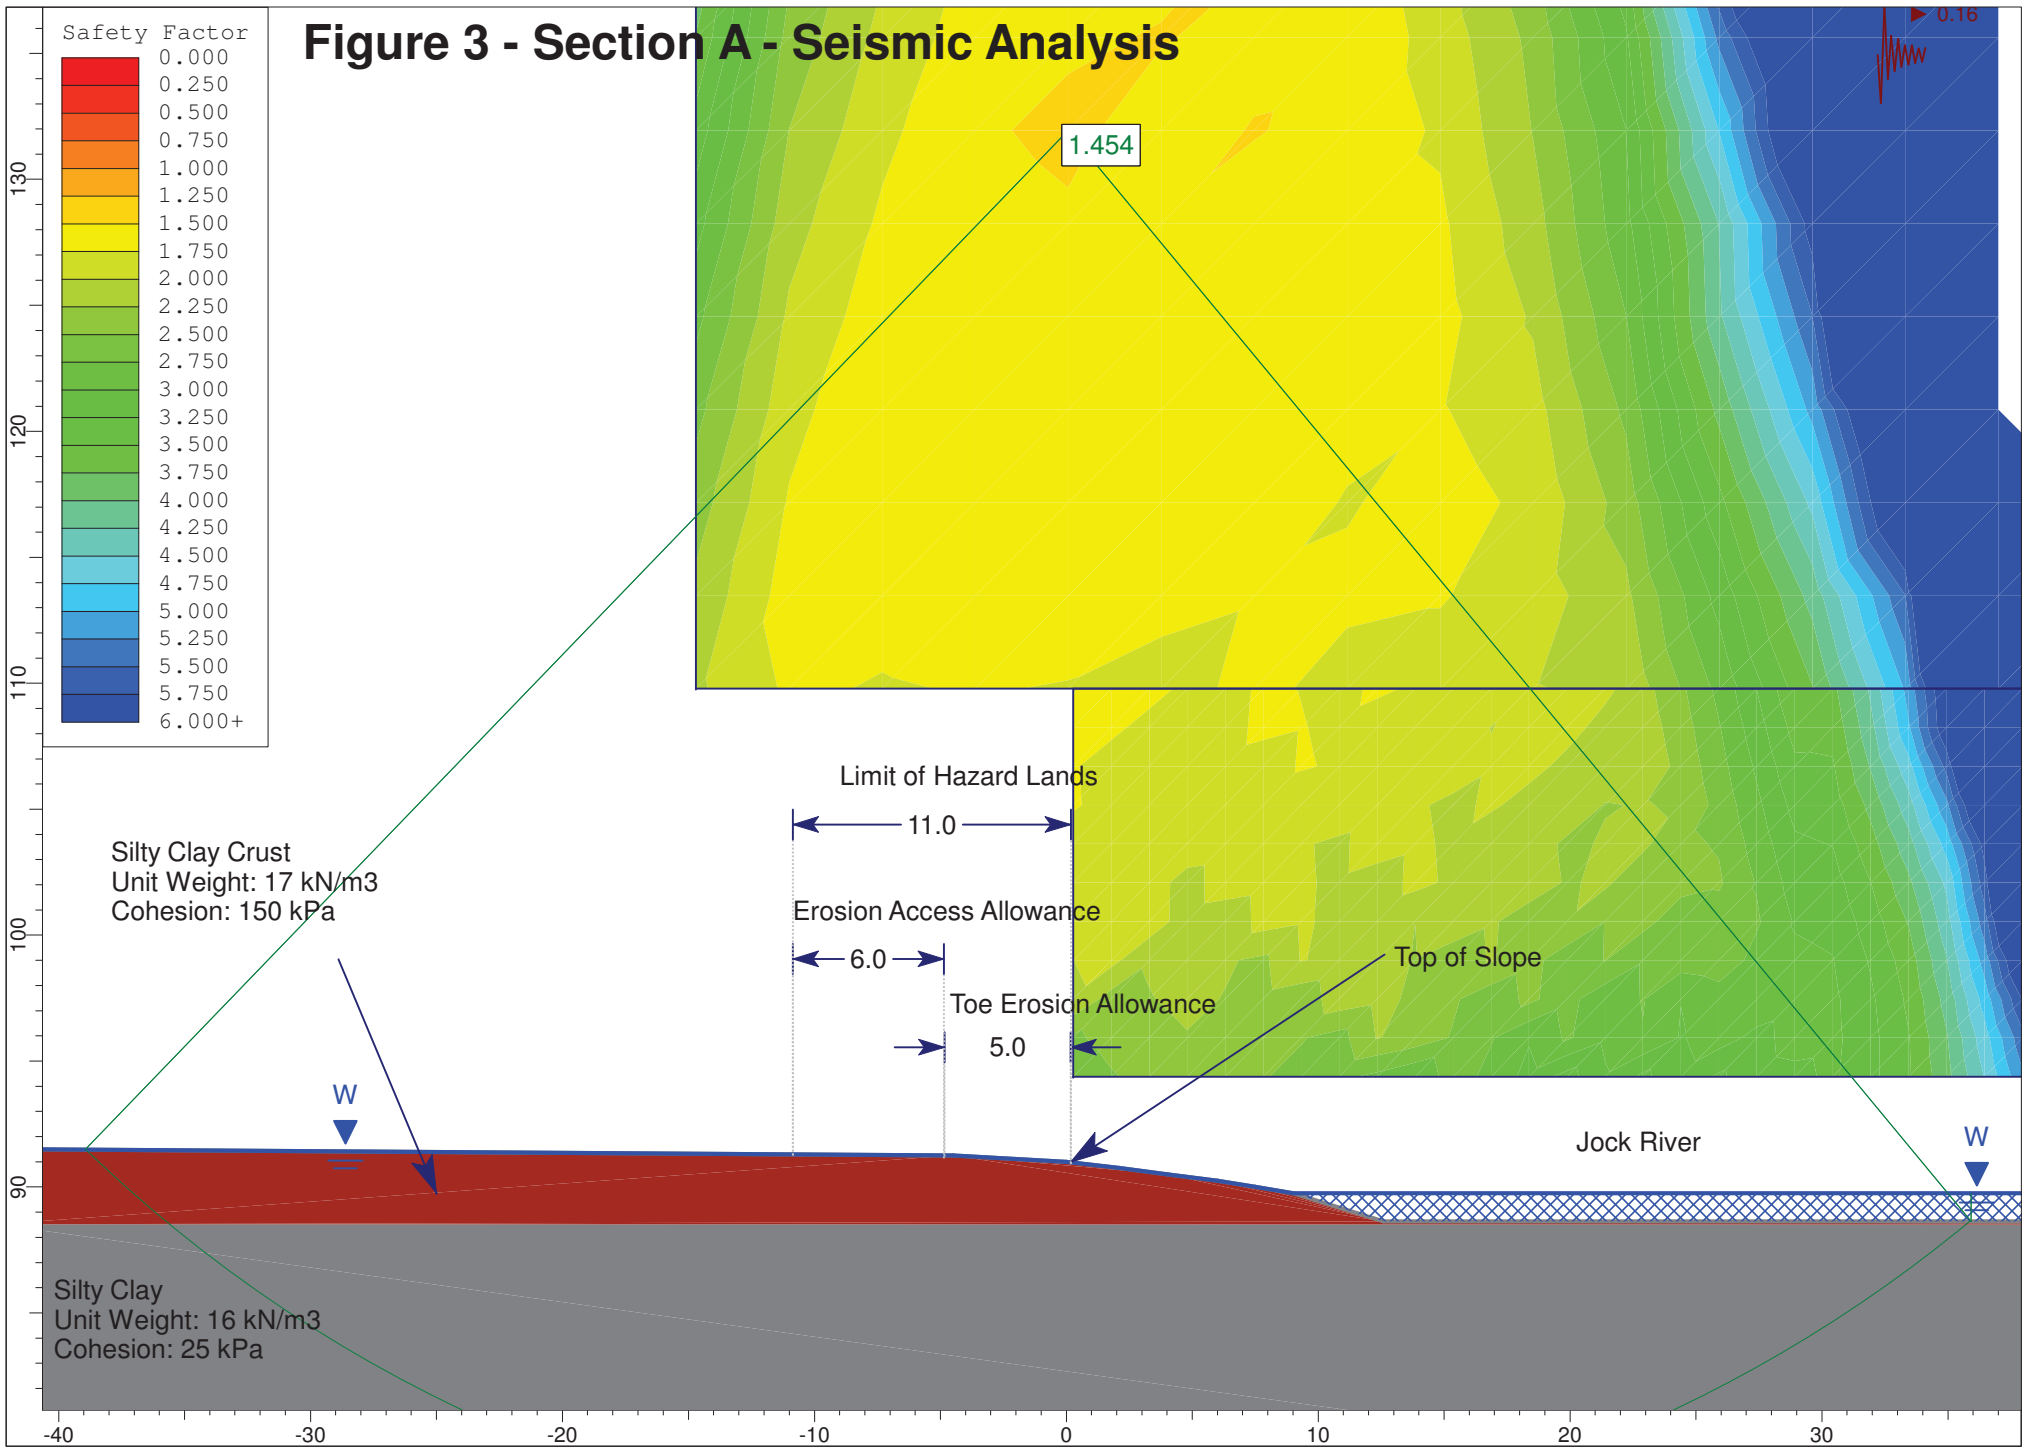 Safety Factor
0.000
0.250
0.500
0.750
1.000
1.250
1.500
1.750
2.000
2.250
2.500
2.750
3.000
3.250
3.500
3.750
4.000
4.250
4.500
4.750
5.000
5.250
5.500
5.750
6.000+
Figure 3 - Section A - Seismic Analysis
0.16
1.454
130
120
110
100
90
Limit of Hazard Lands
11.0
Silty Clay Crust
Unit Weight: 17 kN/m3
Cohesion: 150 kPa
Erosion Access Allowance
6.0
Top of Slope
Toe Erosion Allowance
5.0
W
Jock River
W
Silty Clay
Unit Weight: 16 kN/m3
Cohesion: 25 kPa
-40
-30
-20
-10
0
10
20
30